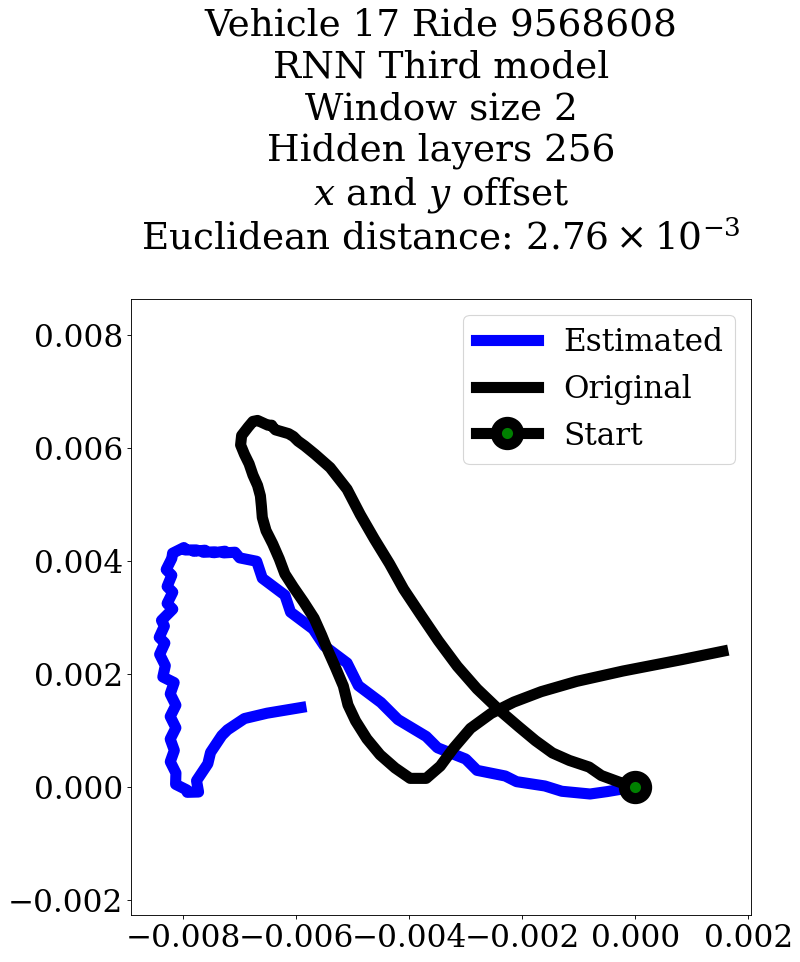 Vehicle 17 Ride 9568608
RNN Third model
Window size 2
Hidden layers 256
x and y offset
Euclidean distance: 2.76 × 10⁻³
Estimated
Original
Start
0.008
0.006
0.004
0.002
0.000
−0.002
−0.008 −0.006 −0.004 −0.002 0.000 0.002